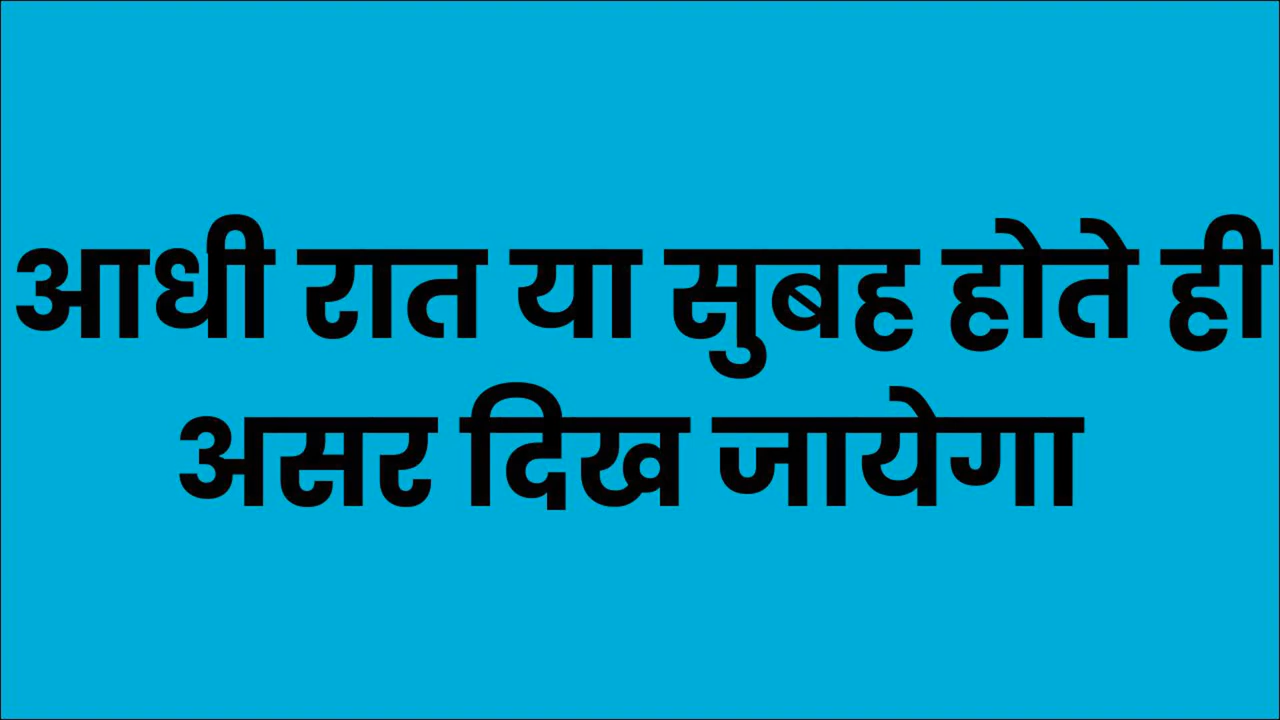 आधी रात या सुबह होते ही
असर दिख जायेगा